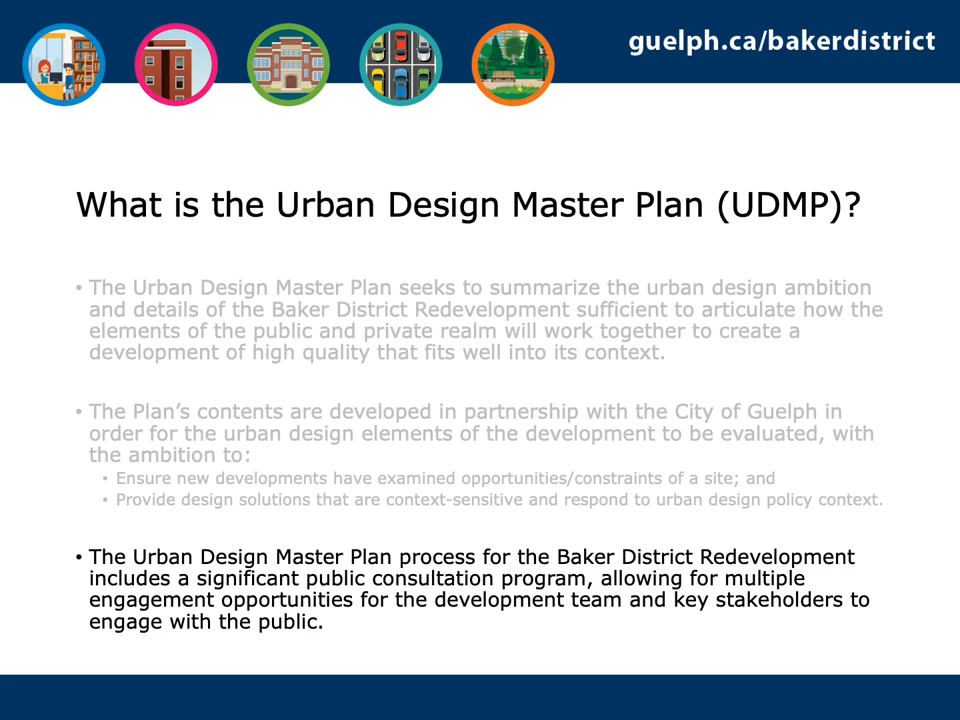 guelph.ca/bakerdistrict
What is the Urban Design Master Plan (UDMP)?
• The Urban Design Master Plan seeks to summarize the urban design ambition
and details of the Baker District Redevelopment sufficient to articulate how the
elements of the public and private realm will work together to create a
development of high quality that fits well into its context.
• The Plan’s contents are developed in partnership with the City of Guelph in
order for the urban design elements of the development to be evaluated, with
the ambition to:
• Ensure new developments have examined opportunities/constraints of a site; and
• Provide design solutions that are context-sensitive and respond to urban design policy context.
• The Urban Design Master Plan process for the Baker District Redevelopment
includes a significant public consultation program, allowing for multiple
engagement opportunities for the development team and key stakeholders to
engage with the public.